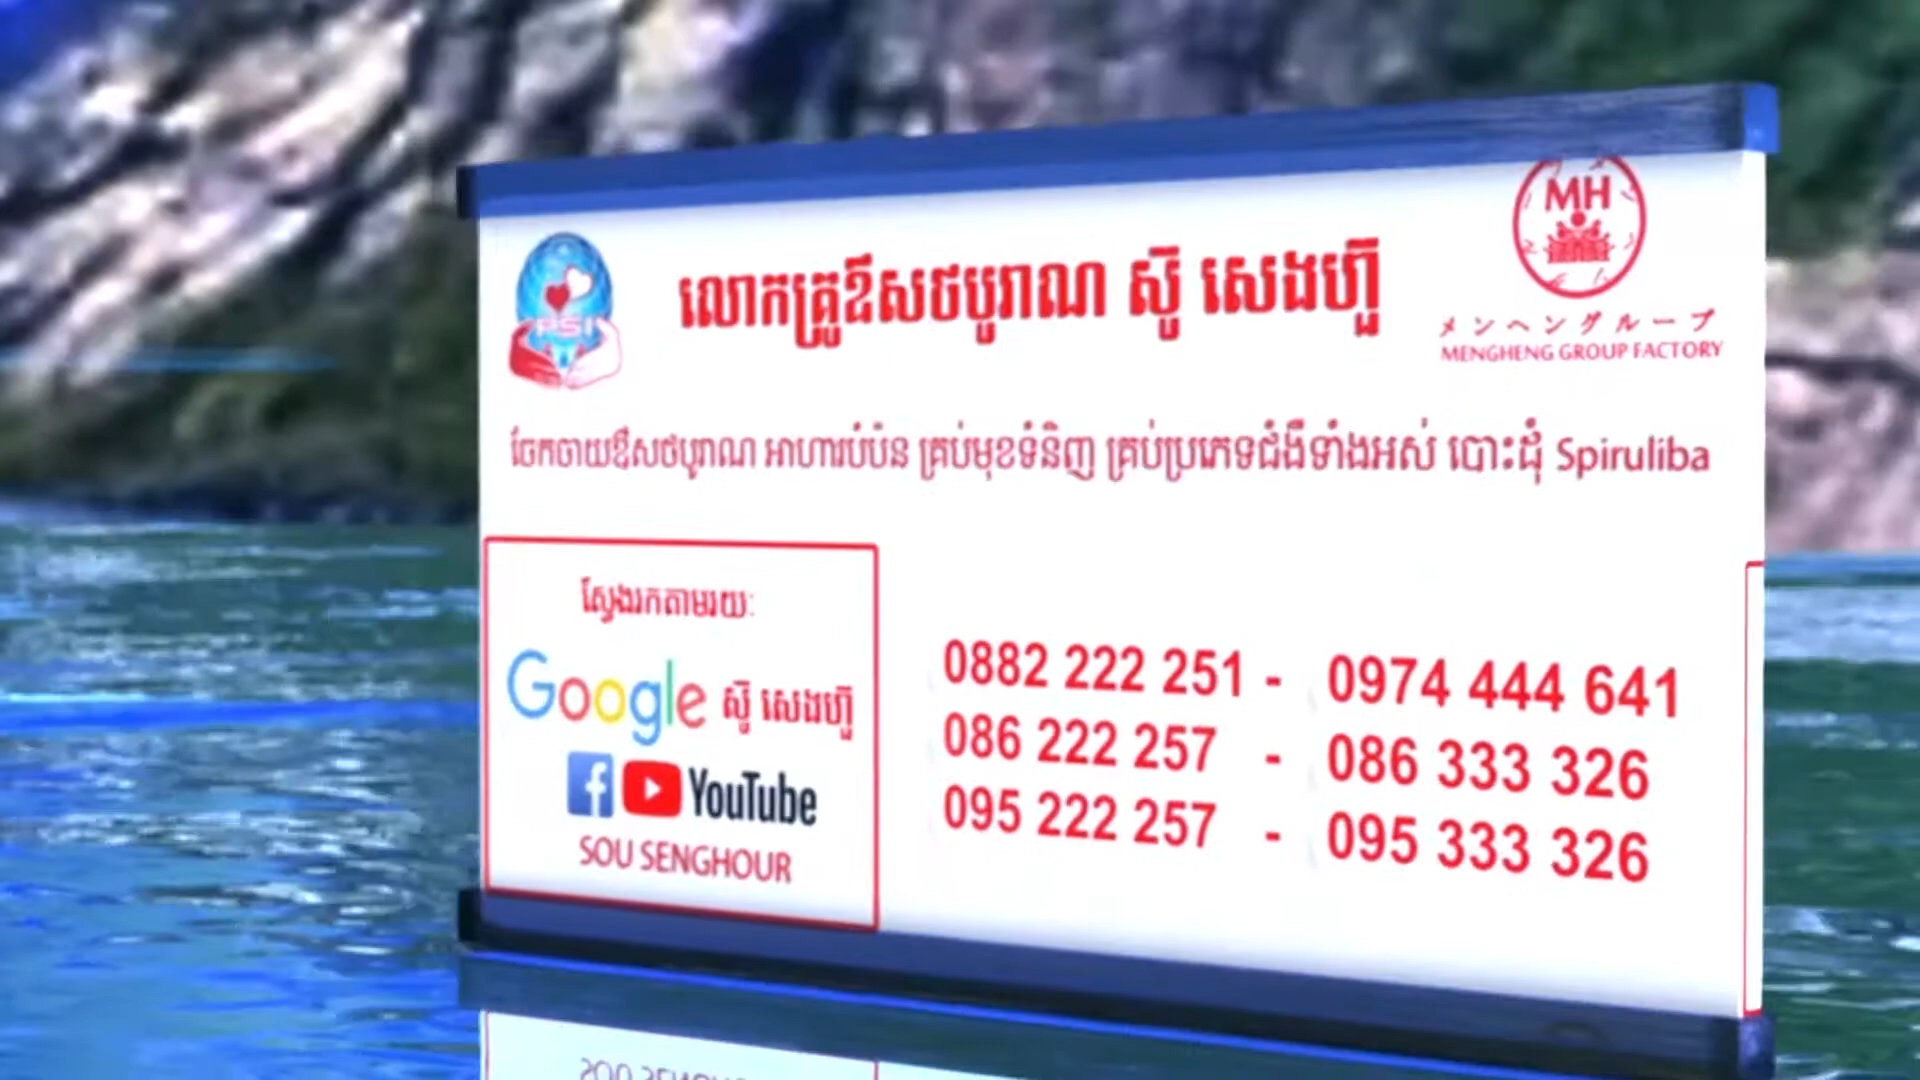 PSI
លោកគ្រូឱសថបូរាណ ស៊ូ សេងហ៊ួ
MH
メンヘングループ
MENGHENG GROUP FACTORY
ចែកចាយឱសថបូរាណ អាហារបំប៉ន គ្រប់មុខទំនិញ គ្រប់ប្រភេទជំងឺទាំងអស់ បោះដុំ Spiruliba
ស្វែងរកតាមរយៈ
Google ស៊ូ សេងហ៊ួ
f YouTube
SOU SENGHOUR
0882 222 251 - 0974 444 641
086 222 257 - 086 333 326
095 222 257 - 095 333 326